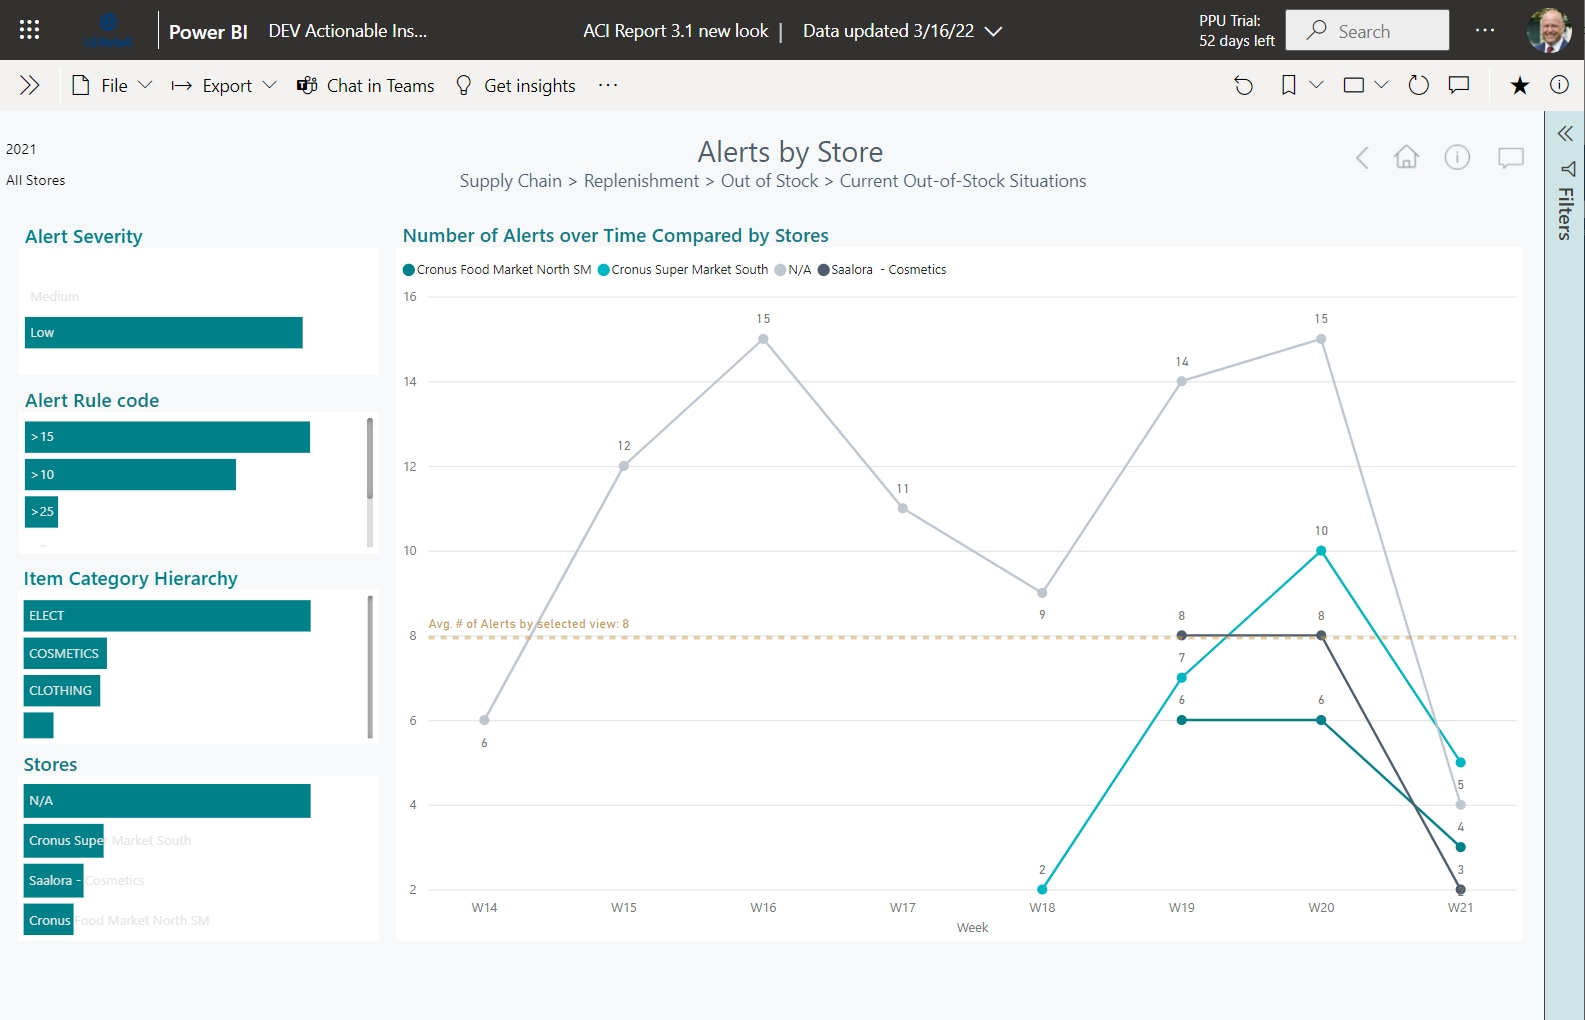 Power BI DEV Actionable Ins... ACI Report 3.1 new look | Data updated 3/16/22 PPU Trial: 52 days left Search ...
File Export Chat in Teams Get insights ...
2021
All Stores
Alerts by Store
Supply Chain > Replenishment > Out of Stock > Current Out-of-Stock Situations
Filters
Alert Severity
Medium
Low
Alert Rule code
>15
>10
>25
Item Category Hierarchy
ELECT
COSMETICS
CLOTHING
Stores
N/A
Cronus Super Market South
Saalora - Cosmetics
Cronus Food Market North SM
Number of Alerts over Time Compared by Stores
Cronus Food Market North SM Cronus Super Market South N/A Saalora - Cosmetics
16
15 15
14 14
12 12
11
10 10
9
Avg. # of Alerts by selected view: 8
8 8 8
7
6 6 6 6
5
4 4
3
2 2
W14 W15 W16 W17 W18 W19 W20 W21
Week